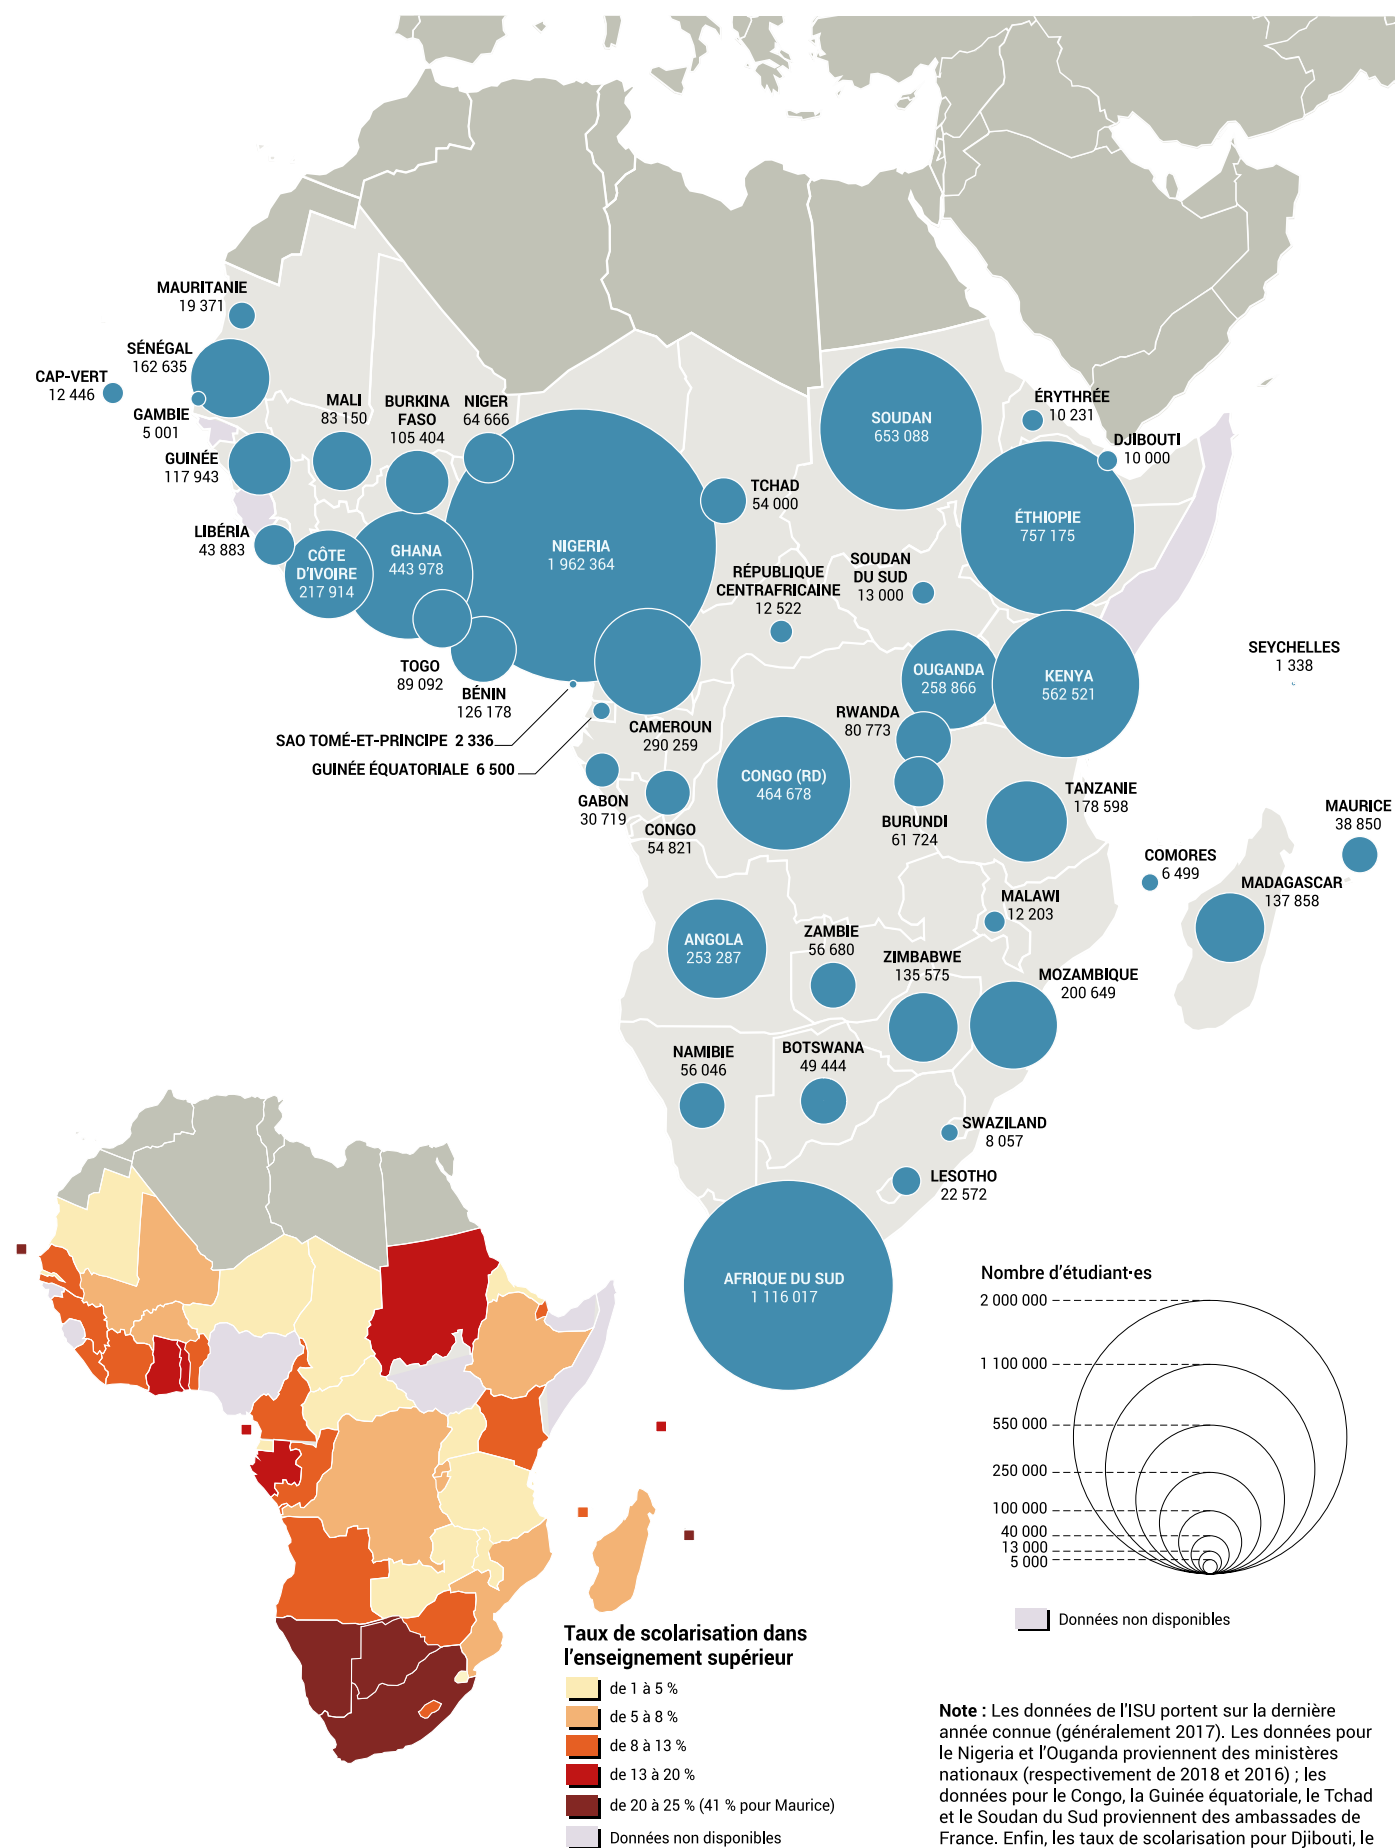 MAURITANIE
19 371
SÉNÉGAL
162 635
CAP-VERT
12 446
GAMBIE
5 001
GUINÉE
117 943
MALI
83 150
BURKINA
FASO
105 404
NIGER
64 666
LIBÉRIA
43 883
CÔTE
D'IVOIRE
217 914
GHANA
443 978
NIGERIA
1 962 364
TCHAD
54 000
SOUDAN
653 088
ÉRYTHRÉE
10 231
DJIBOUTI
10 000
ÉTHIOPIE
757 175
SOUDAN
DU SUD
13 000
RÉPUBLIQUE
CENTRAFRICAINE
12 522
TOGO
89 092
BÉNIN
126 178
SAO TOMÉ-ET-PRINCIPE 2 336
GUINÉE ÉQUATORIALE 6 500
CAMEROUN
290 259
GABON
30 719
CONGO
54 821
CONGO (RD)
464 678
OUGANDA
258 866
KENYA
562 521
SEYCHELLES
1 338
RWANDA
80 773
BURUNDI
61 724
TANZANIE
178 598
MAURICE
38 850
COMORES
6 499
MADAGASCAR
137 858
MALAWI
12 203
ANGOLA
253 287
ZAMBIE
56 680
ZIMBABWE
135 575
MOZAMBIQUE
200 649
NAMIBIE
56 046
BOTSWANA
49 444
SWAZILAND
8 057
LESOTHO
22 572
AFRIQUE DU SUD
1 116 017
Nombre d'étudiant·es
2 000 000
1 100 000
550 000
250 000
100 000
40 000
13 000
5 000
Données non disponibles
Taux de scolarisation dans
l'enseignement supérieur
de 1 à 5 %
de 5 à 8 %
de 8 à 13 %
de 13 à 20 %
de 20 à 25 % (41 % pour Maurice)
Données non disponibles
Note : Les données de l'ISU portent sur la dernière
année connue (généralement 2017). Les données pour
le Nigeria et l'Ouganda proviennent des ministères
nationaux (respectivement de 2018 et 2016) ; les
données pour le Congo, la Guinée équatoriale, le Tchad
et le Soudan du Sud proviennent des ambassades de
France. Enfin, les taux de scolarisation pour Djibouti, le